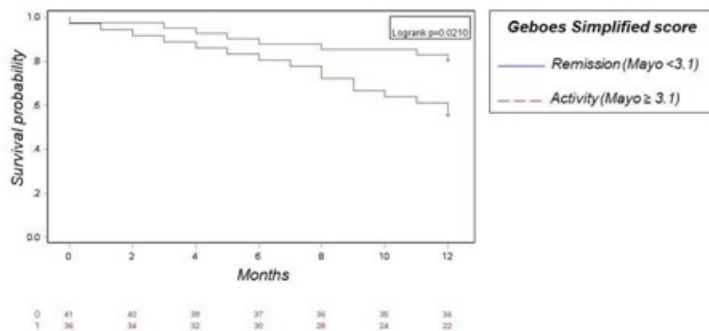 1.0
.8
.6
.4
.2
0.0
Survival probability
Logrank p=0.0210
0 2 4 6 8 10 12
Months
Geboes Simplified score
Remission (Mayo <3.1)
Activity (Mayo ≥ 3.1)
0 41 40 39 37 36 35 34
1 36 34 32 30 28 24 22